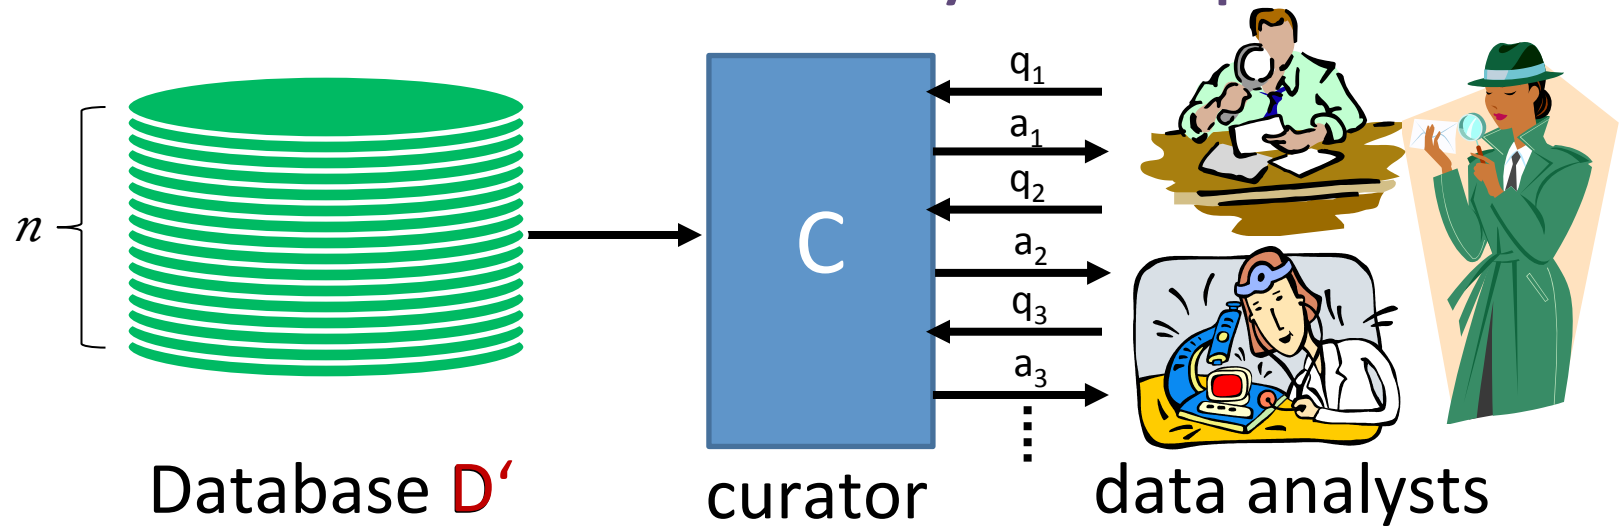 q1
a1
q2
n
C
a2
q3
a3
Database D‘
curator
data analysts